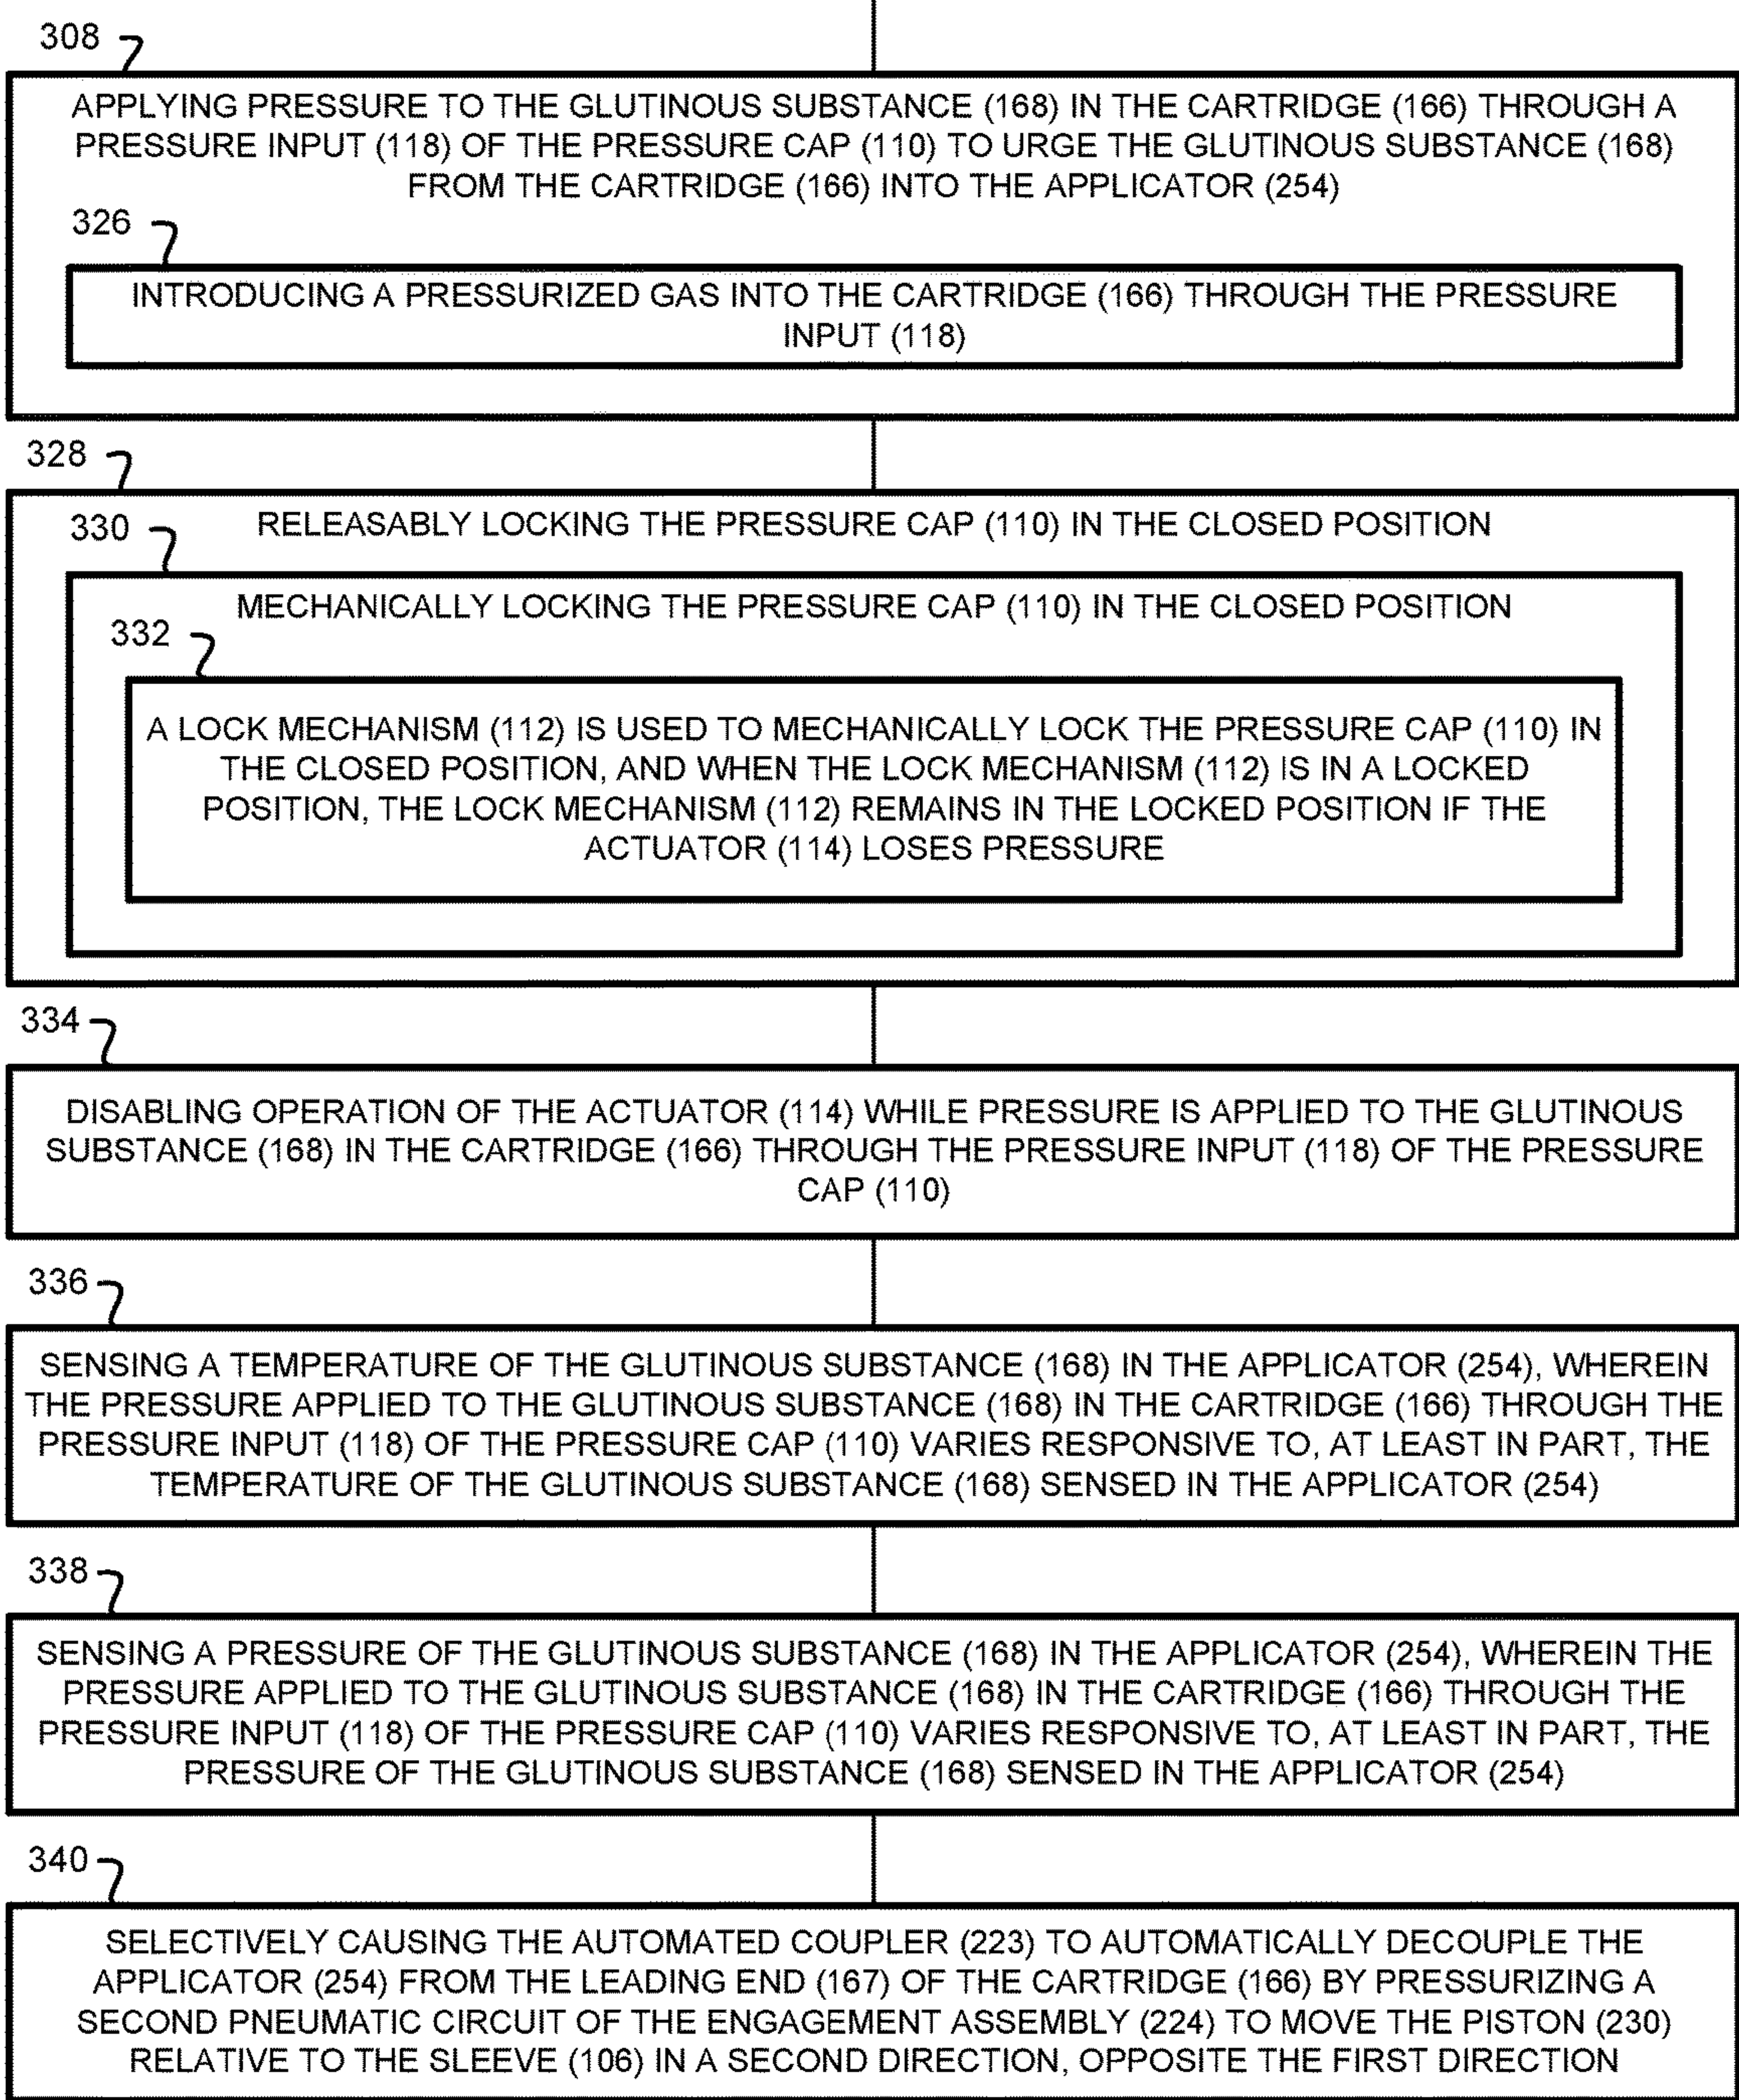 308
APPLYING PRESSURE TO THE GLUTINOUS SUBSTANCE (168) IN THE CARTRIDGE (166) THROUGH A
PRESSURE INPUT (118) OF THE PRESSURE CAP (110) TO URGE THE GLUTINOUS SUBSTANCE (168)
FROM THE CARTRIDGE (166) INTO THE APPLICATOR (254)
326
INTRODUCING A PRESSURIZED GAS INTO THE CARTRIDGE (166) THROUGH THE PRESSURE
INPUT (118)
328
330
RELEASABLY LOCKING THE PRESSURE CAP (110) IN THE CLOSED POSITION
MECHANICALLY LOCKING THE PRESSURE CAP (110) IN THE CLOSED POSITION
332
A LOCK MECHANISM (112) IS USED TO MECHANICALLY LOCK THE PRESSURE CAP (110) IN
THE CLOSED POSITION, AND WHEN THE LOCK MECHANISM (112) IS IN A LOCKED
POSITION, THE LOCK MECHANISM (112) REMAINS IN THE LOCKED POSITION IF THE
ACTUATOR (114) LOSES PRESSURE
334
DISABLING OPERATION OF THE ACTUATOR (114) WHILE PRESSURE IS APPLIED TO THE GLUTINOUS
SUBSTANCE (168) IN THE CARTRIDGE (166) THROUGH THE PRESSURE INPUT (118) OF THE PRESSURE
CAP (110)
336
SENSING A TEMPERATURE OF THE GLUTINOUS SUBSTANCE (168) IN THE APPLICATOR (254), WHEREIN
THE PRESSURE APPLIED TO THE GLUTINOUS SUBSTANCE (168) IN THE CARTRIDGE (166) THROUGH THE
PRESSURE INPUT (118) OF THE PRESSURE CAP (110) VARIES RESPONSIVE TO, AT LEAST IN PART, THE
TEMPERATURE OF THE GLUTINOUS SUBSTANCE (168) SENSED IN THE APPLICATOR (254)
338
SENSING A PRESSURE OF THE GLUTINOUS SUBSTANCE (168) IN THE APPLICATOR (254), WHEREIN THE
PRESSURE APPLIED TO THE GLUTINOUS SUBSTANCE (168) IN THE CARTRIDGE (166) THROUGH THE
PRESSURE INPUT (118) OF THE PRESSURE CAP (110) VARIES RESPONSIVE TO, AT LEAST IN PART, THE
PRESSURE OF THE GLUTINOUS SUBSTANCE (168) SENSED IN THE APPLICATOR (254)
340
SELECTIVELY CAUSING THE AUTOMATED COUPLER (223) TO AUTOMATICALLY DECOUPLE THE
APPLICATOR (254) FROM THE LEADING END (167) OF THE CARTRIDGE (166) BY PRESSURIZING A
SECOND PNEUMATIC CIRCUIT OF THE ENGAGEMENT ASSEMBLY (224) TO MOVE THE PISTON (230)
RELATIVE TO THE SLEEVE (106) IN A SECOND DIRECTION, OPPOSITE THE FIRST DIRECTION